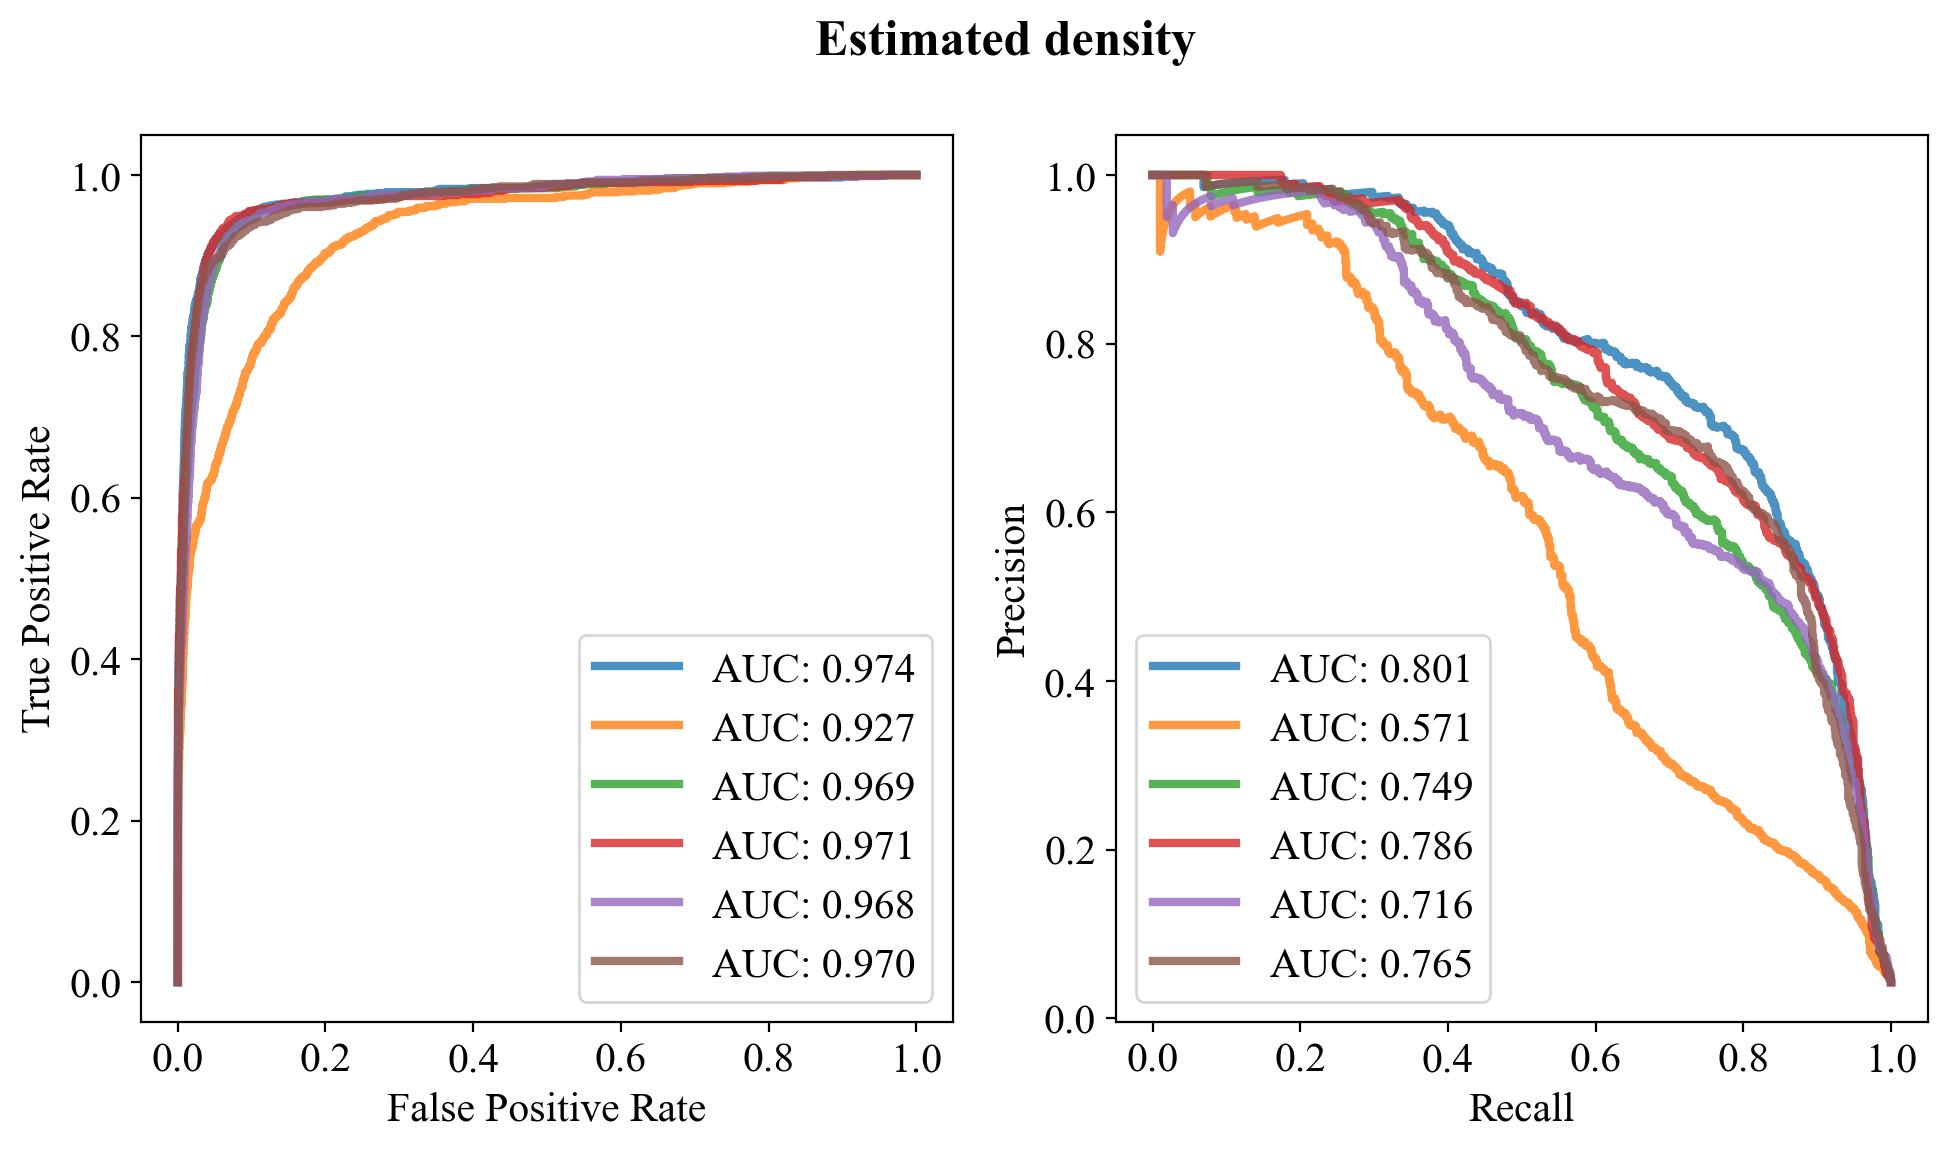 Estimated density
1.0
0.8
0.6
0.4
0.2
0.0
True Positive Rate
0.0 0.2 0.4 0.6 0.8 1.0
False Positive Rate
AUC: 0.974
AUC: 0.927
AUC: 0.969
AUC: 0.971
AUC: 0.968
AUC: 0.970
1.0
0.8
0.6
0.4
0.2
0.0
Precision
0.0 0.2 0.4 0.6 0.8 1.0
Recall
AUC: 0.801
AUC: 0.571
AUC: 0.749
AUC: 0.786
AUC: 0.716
AUC: 0.765